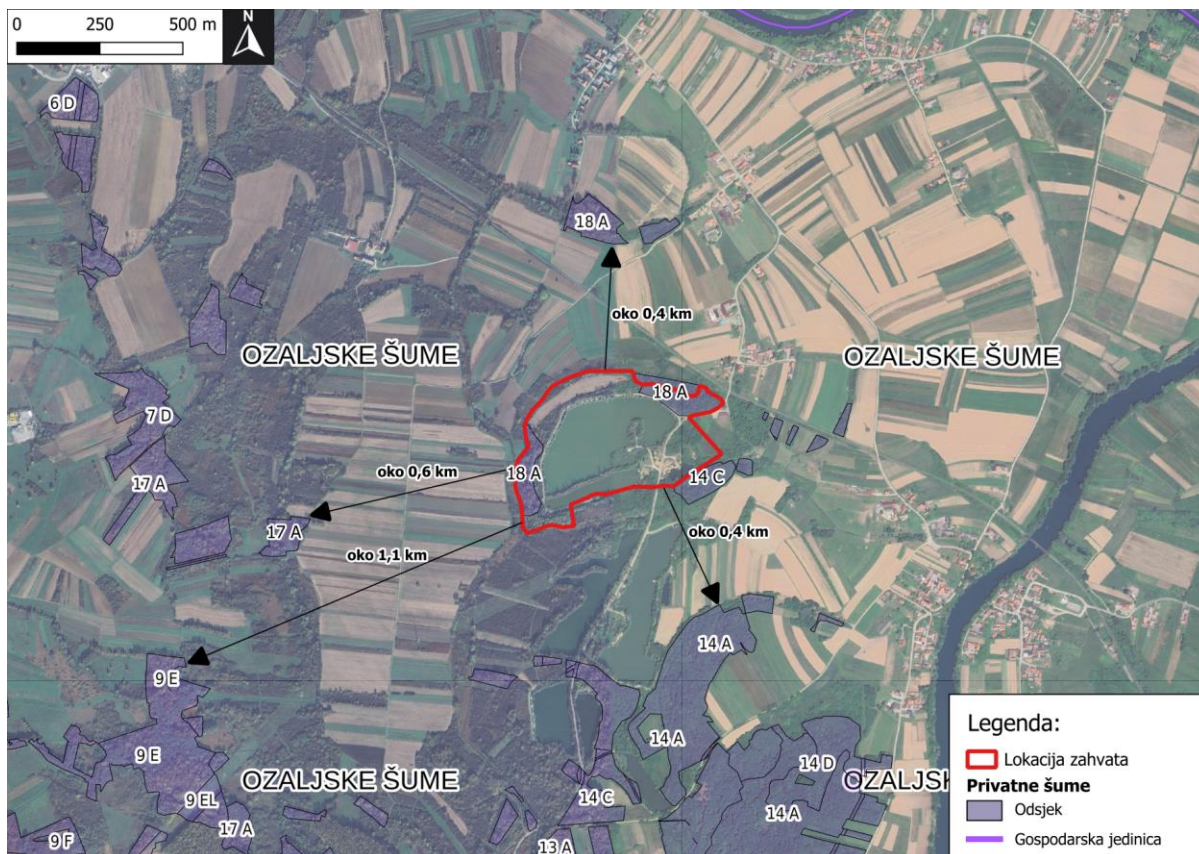 0 250 500 m
N
6 D
18 A
oko 0,4 km
OZALJSKE ŠUME
OZALJSKE ŠUME
18 A
7 D
oko 0,6 km
18 A
14 C
17 A
17 A
oko 0,4 km
oko 1,1 km
14 A
9 E
9 E
14 A
14 D
OZALJSKE ŠUME
OZALJSK
9 EL
14 C
17 A
9 F
13 A
Legenda:
Lokacija zahvata
Privatne šume
Odsjek
Gospodarska jedinica
14 A